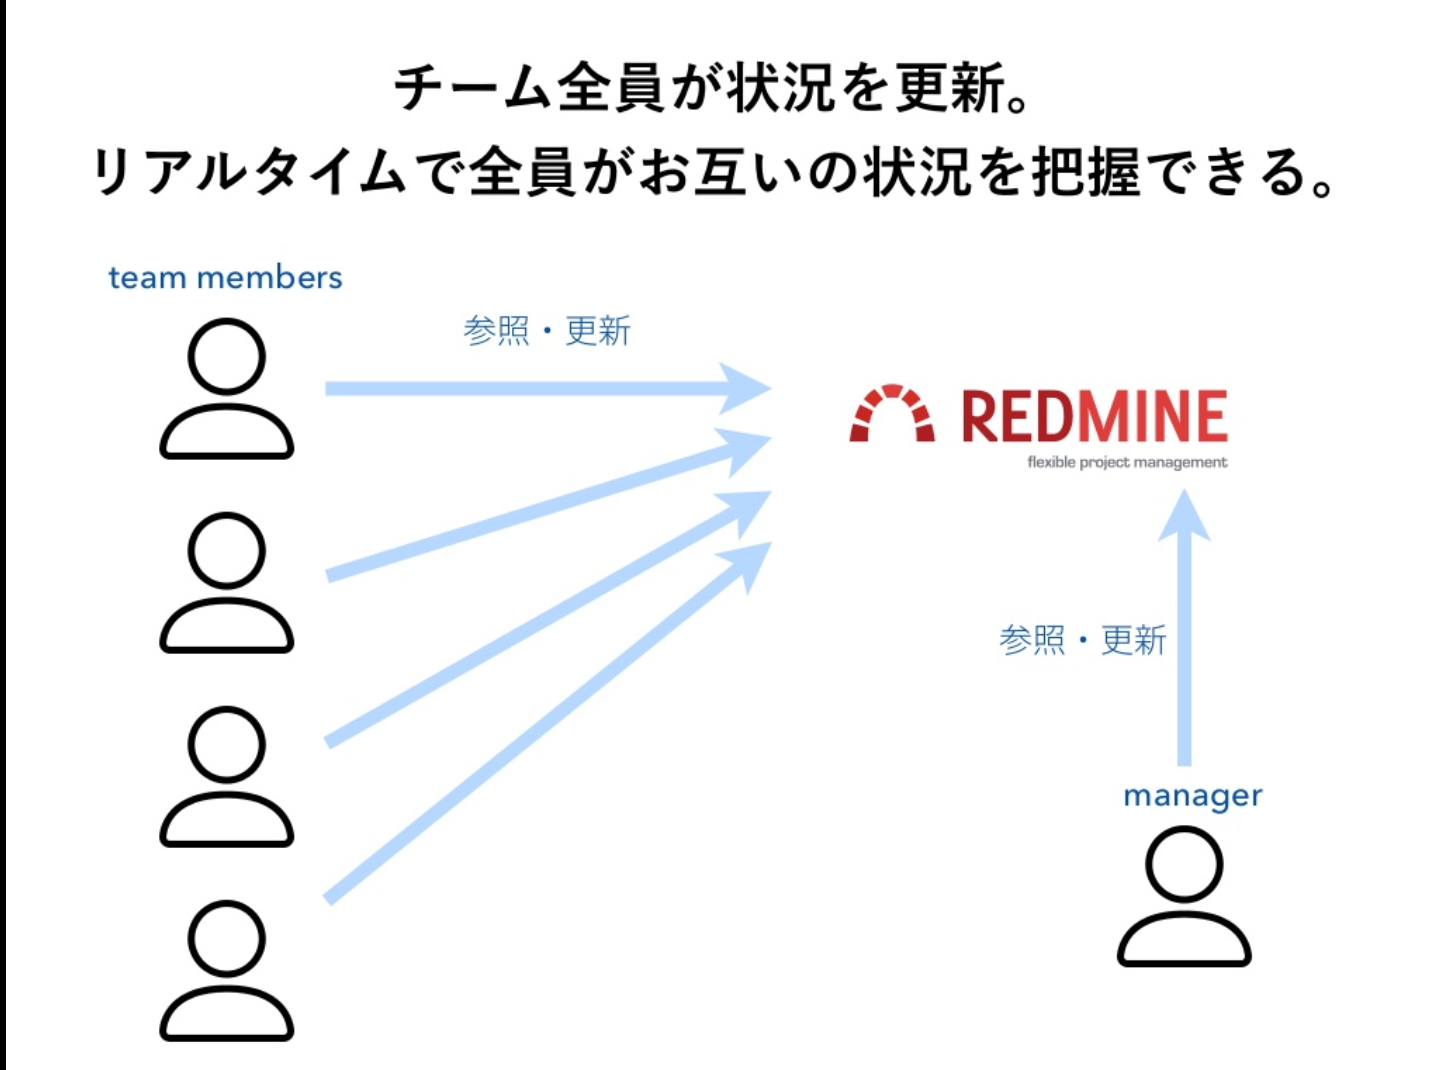 チーム全員が状況を更新。
リアルタイムで全員がお互いの状況を把握できる。
team members
参照・更新
REDMINE
flexible project management
参照・更新
manager